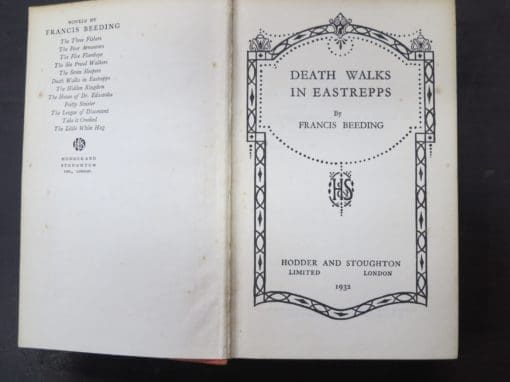 NOVELS BY
FRANCIS BEEDING
The Three Fishers
The Four Armourers
The Five Flamboys
The Six Proud Walkers
The Seven Sleepers
Death Walks in Eastrepps
The Hidden Kingdom
The House of Dr. Edwardes
Pretty Sinister
The League of Discontent
Take it Crooked
The Little White Hag
HS
HODDER AND
STOUGHTON
LTD., LONDON
DEATH WALKS
IN EASTREPPS
By
FRANCIS BEEDING
HS
HODDER AND STOUGHTON
LIMITED LONDON
1932